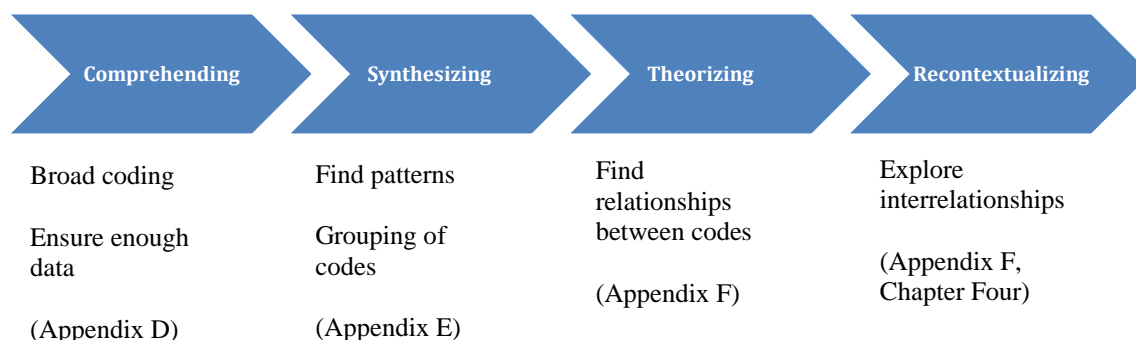 Comprehending
Synthesizing
Theorizing
Recontextualizing
Broad coding
Ensure enough
data
(Appendix D)
Find patterns
Grouping of
codes
(Appendix E)
Find
relationships
between codes
(Appendix F)
Explore
interrelationships
(Appendix F,
Chapter Four)